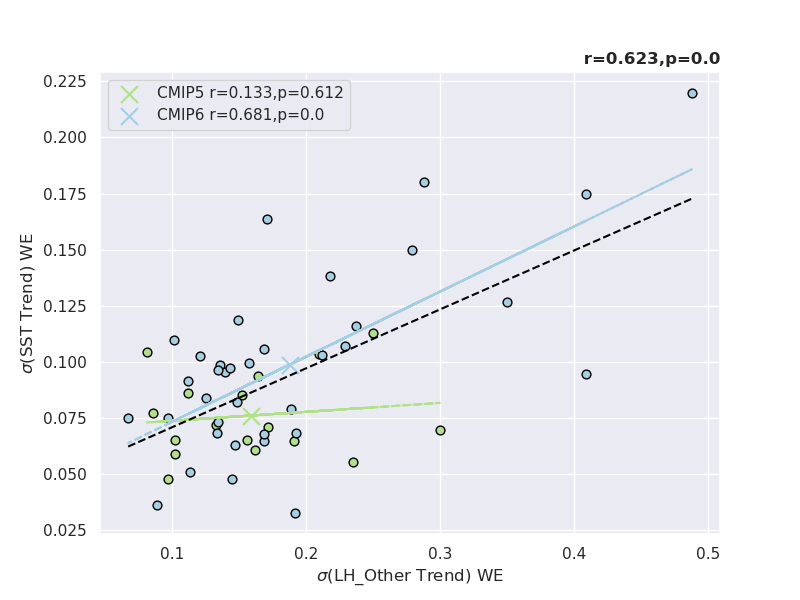 r=0.623,p=0.0
CMIP5 r=0.133,p=0.612
CMIP6 r=0.681,p=0.0
0.225
0.200
0.175
0.150
0.125
0.100
0.075
0.050
0.025
σ(SST Trend) WE
0.1 0.2 0.3 0.4 0.5
σ(LH_Other Trend) WE